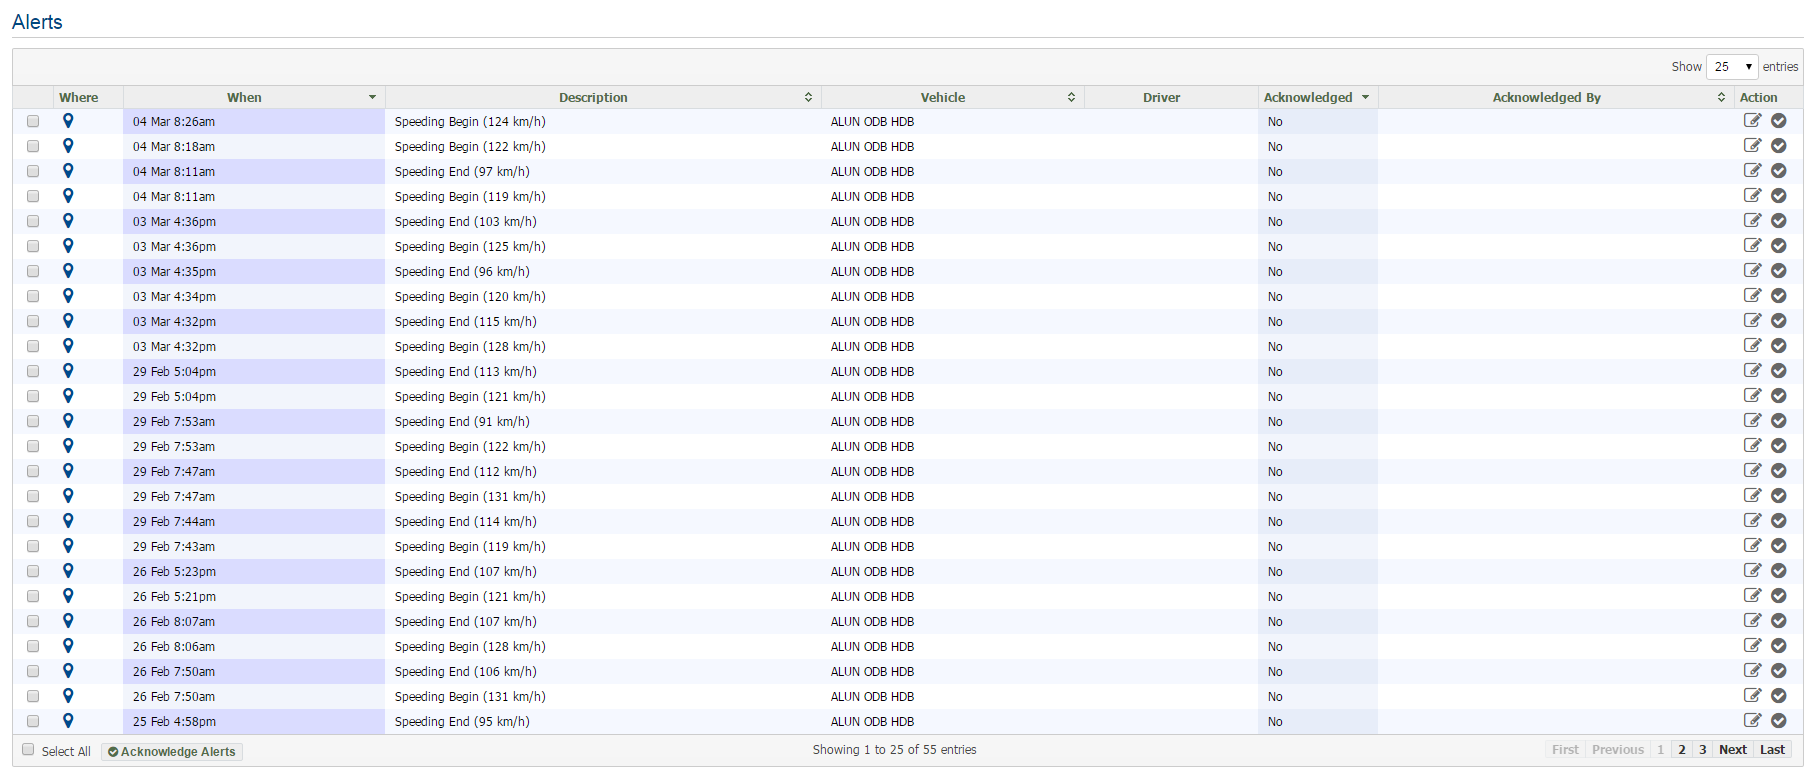 Alerts
Show 25 entries
Where When Description Vehicle Driver Acknowledged Acknowledged By Action
04 Mar 8:26am Speeding Begin (124 km/h) ALUN ODB HDB No
04 Mar 8:18am Speeding Begin (122 km/h) ALUN ODB HDB No
04 Mar 8:11am Speeding End (97 km/h) ALUN ODB HDB No
04 Mar 8:11am Speeding Begin (119 km/h) ALUN ODB HDB No
03 Mar 4:36pm Speeding End (103 km/h) ALUN ODB HDB No
03 Mar 4:36pm Speeding Begin (125 km/h) ALUN ODB HDB No
03 Mar 4:35pm Speeding End (96 km/h) ALUN ODB HDB No
03 Mar 4:34pm Speeding Begin (120 km/h) ALUN ODB HDB No
03 Mar 4:32pm Speeding End (115 km/h) ALUN ODB HDB No
03 Mar 4:32pm Speeding Begin (128 km/h) ALUN ODB HDB No
29 Feb 5:04pm Speeding End (113 km/h) ALUN ODB HDB No
29 Feb 5:04pm Speeding Begin (121 km/h) ALUN ODB HDB No
29 Feb 7:53am Speeding End (91 km/h) ALUN ODB HDB No
29 Feb 7:53am Speeding Begin (122 km/h) ALUN ODB HDB No
29 Feb 7:47am Speeding End (112 km/h) ALUN ODB HDB No
29 Feb 7:47am Speeding Begin (131 km/h) ALUN ODB HDB No
29 Feb 7:44am Speeding End (114 km/h) ALUN ODB HDB No
29 Feb 7:43am Speeding Begin (119 km/h) ALUN ODB HDB No
26 Feb 5:23pm Speeding End (107 km/h) ALUN ODB HDB No
26 Feb 5:21pm Speeding Begin (121 km/h) ALUN ODB HDB No
26 Feb 8:07am Speeding End (107 km/h) ALUN ODB HDB No
26 Feb 8:06am Speeding Begin (128 km/h) ALUN ODB HDB No
26 Feb 7:50am Speeding End (106 km/h) ALUN ODB HDB No
26 Feb 7:50am Speeding Begin (131 km/h) ALUN ODB HDB No
25 Feb 4:58pm Speeding End (95 km/h) ALUN ODB HDB No
Select All Acknowledge Alerts Showing 1 to 25 of 55 entries First Previous 1 2 3 Next Last